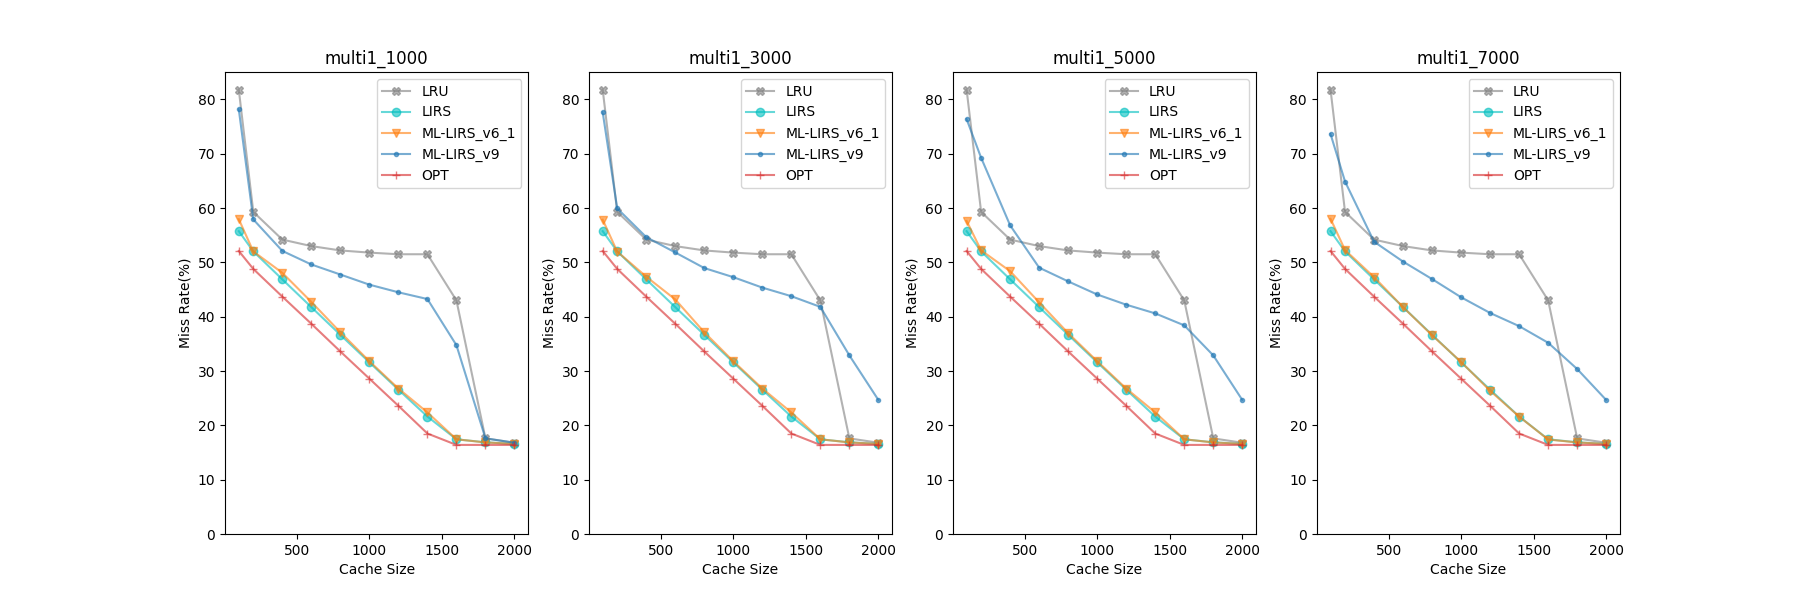 multi1_1000
multi1_3000
multi1_5000
multi1_7000
LRU
LIRS
ML-LIRS_v6_1
ML-LIRS_v9
OPT
LRU
LIRS
ML-LIRS_v6_1
ML-LIRS_v9
OPT
LRU
LIRS
ML-LIRS_v6_1
ML-LIRS_v9
OPT
LRU
LIRS
ML-LIRS_v6_1
ML-LIRS_v9
OPT
Miss Rate(%)
80
70
60
50
40
30
20
10
0
500 1000 1500 2000
Cache Size
Miss Rate(%)
80
70
60
50
40
30
20
10
0
500 1000 1500 2000
Cache Size
Miss Rate(%)
80
70
60
50
40
30
20
10
0
500 1000 1500 2000
Cache Size
Miss Rate(%)
80
70
60
50
40
30
20
10
0
500 1000 1500 2000
Cache Size